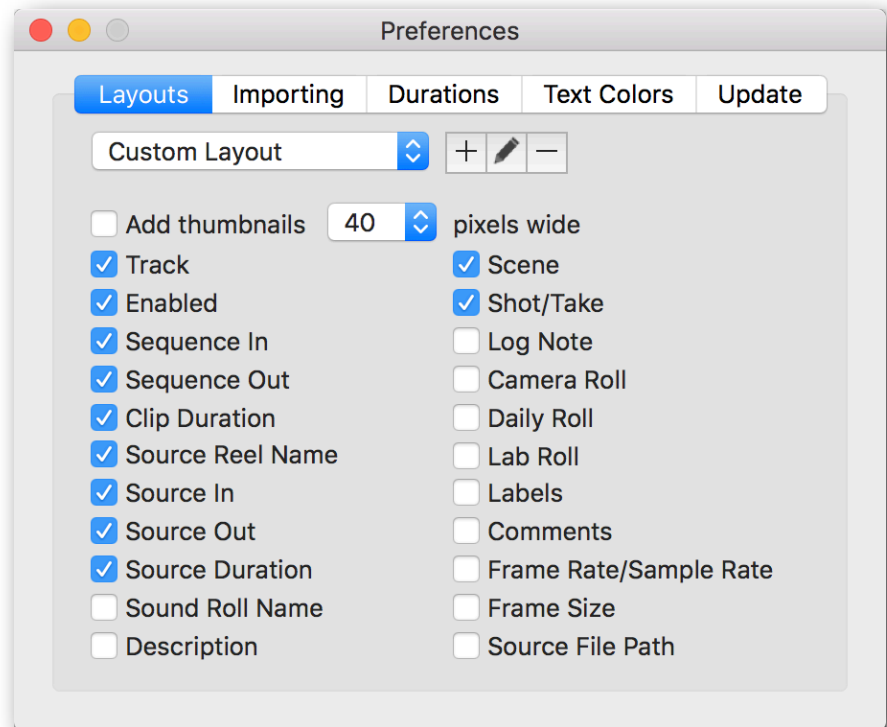 Preferences
Layouts Importing Durations Text Colors Update
Custom Layout
Add thumbnails 40 pixels wide
Track Scene
Enabled Shot/Take
Sequence In Log Note
Sequence Out Camera Roll
Clip Duration Daily Roll
Source Reel Name Lab Roll
Source In Labels
Source Out Comments
Source Duration Frame Rate/Sample Rate
Sound Roll Name Frame Size
Description Source File Path